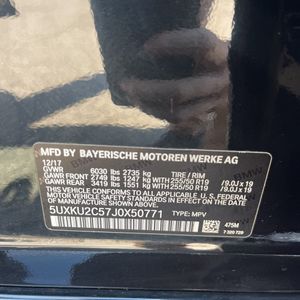 MFD BY BAYERISCHE MOTOREN WERKE AG
12/17
GVWR 6030 lbs 2735 kg TIRE / RIM
GAWR FRONT 2749 lbs 1247 kg WITH 255/50 R19 /9.0J x 19
GAWR REAR 3419 lbs 1551 kg WITH 255/50 R19 /9.0J x 19
THIS VEHICLE CONFORMS TO ALL APPLICABLE
FEDERAL MOTOR VEHICLE SAFETY STANDARDS IN
EFFECT ON THE DATE OF MANUFACTURE SHOWN ABOVE.
5UXKU2C57J0X50771 TYPE: MPV
475M